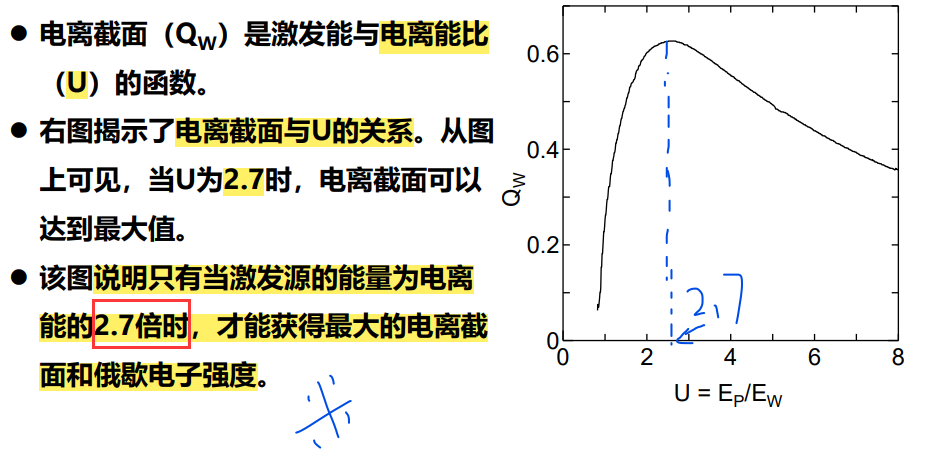 ● 电离截面（QW）是激发能与电离能比
（U）的函数。
● 右图揭示了电离截面与U的关系。从图
上可见，当U为2.7时，电离截面可以
达到最大值。
● 该图说明只有当激发源的能量为电离
能的2.7倍时，才能获得最大的电离截
面和俄歇电子强度。
0.6
0.4
QW
0.2
2.7
0
0 2 4 6 8
U = EP/EW